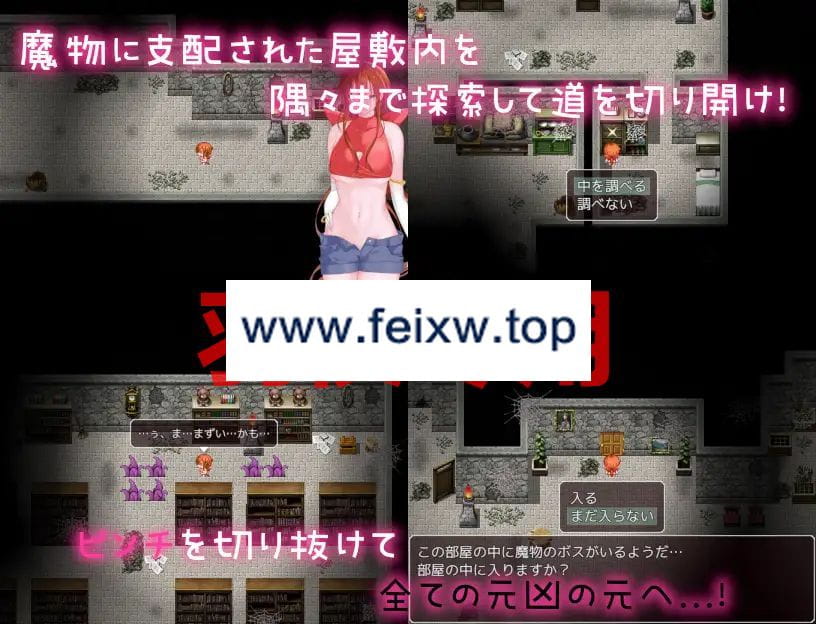 魔物に支配された屋敷内を
隅々まで探索して道を切り開け!
中を調べる
調べない
www.feixw.top
…ぅ、ま…まずい…かも…
入る
まだ入らない
ピンチを切り抜けて
この部屋の中に魔物のボスがいるようだ…
部屋の中に入りますか?
全ての元凶の元へ...!